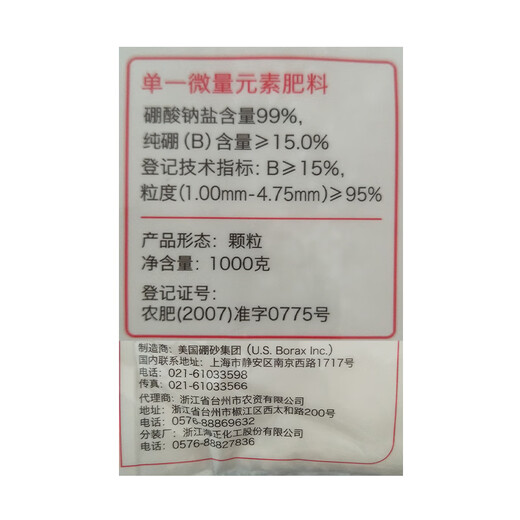 单一微量元素肥料
硼酸钠盐含量99%,
纯硼(B)含量≥15.0%
登记技术指标: B≥15%,
粒度(1.00mm-4.75mm)≥95%
产品形态: 颗粒
净含量: 1000克
登记证号:
农肥(2007)准字0775号
制造商: 美国硼砂集团 (U.S. Borax Inc.)
国内联系地址: 上海市静安区南京西路1717号
电话: 021-61033598
传真: 021-61033566
代理商: 浙江省台州市农资有限公司
地址: 浙江省台州市椒江区西太和路200号
电话: 0576-88869632
分装厂: 浙江海正化工股份有限公司
电话: 0576-88827836